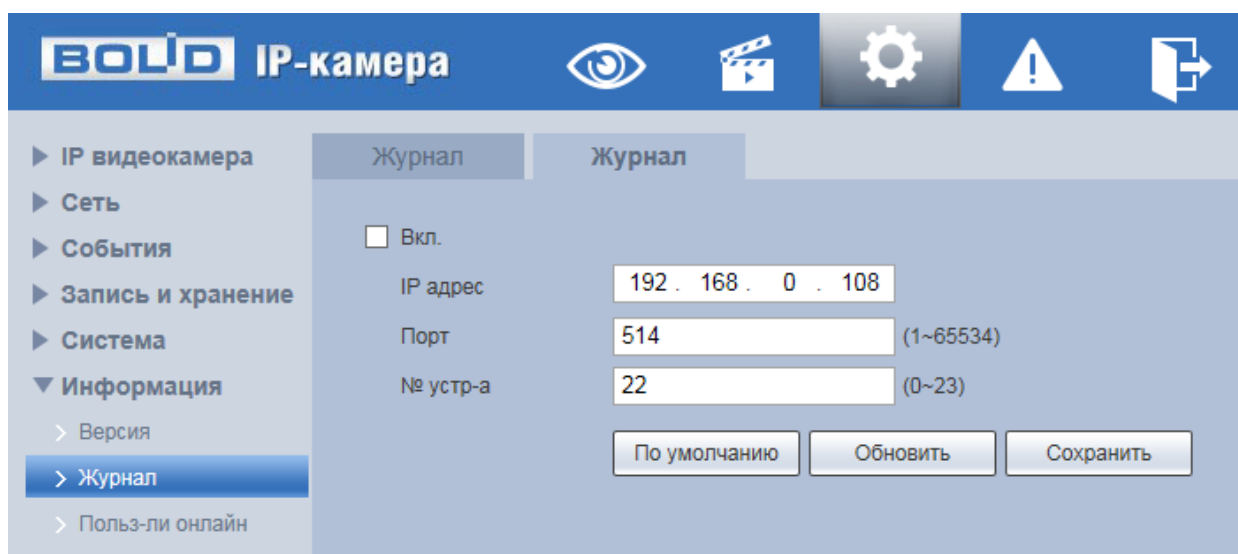 BOLID IP-камера
IP видеокамера
Сеть
События
Запись и хранение
Система
Информация
Версия
Журнал
Польз-ли онлайн
Журнал Журнал
Вкл.
IP адрес 192 . 168 . 0 . 108
Порт 514 (1~65534)
№ устр-а 22 (0~23)
По умолчанию Обновить Сохранить